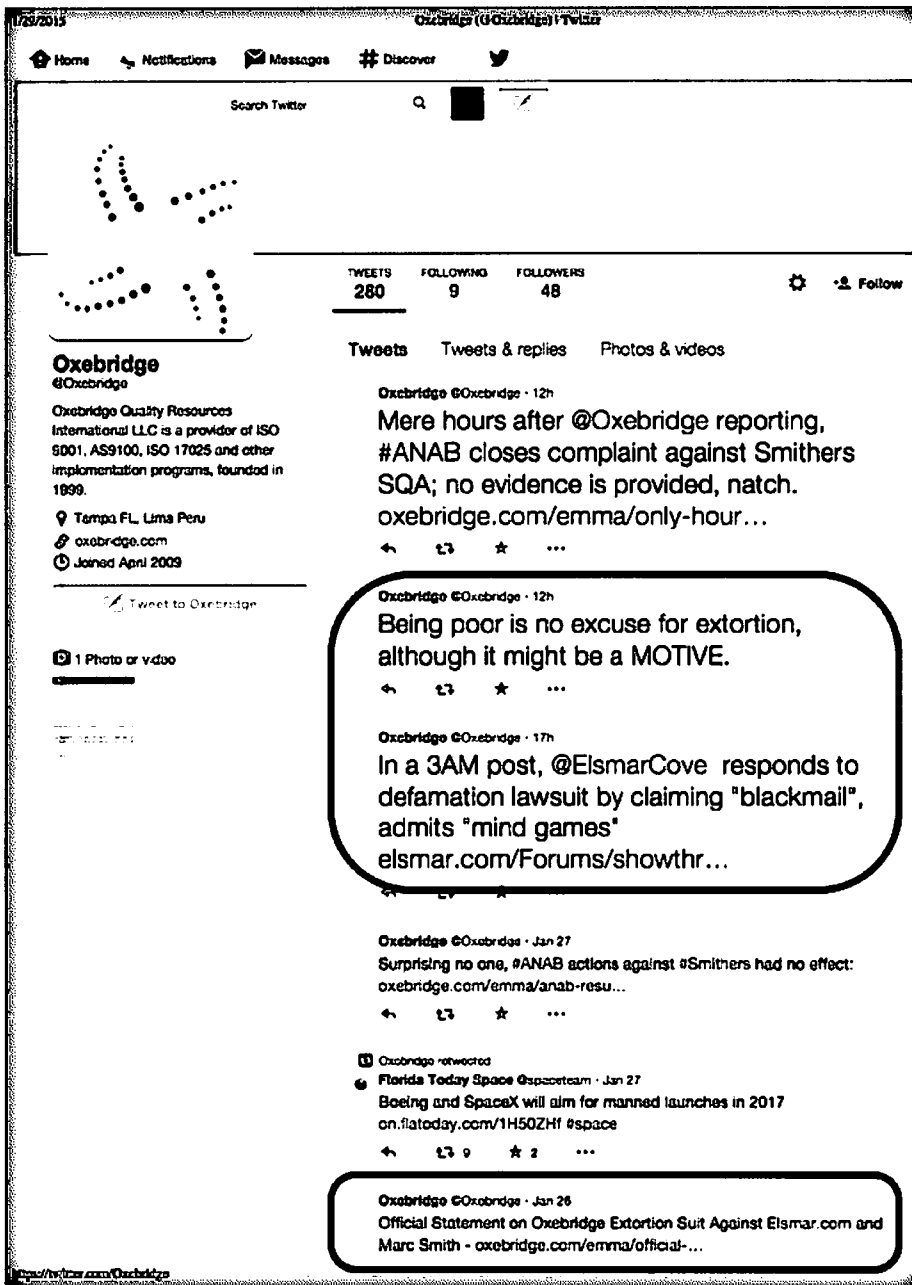 1/29/2015
Oxebridge (@Oxebridge) | Twitter
Home Notifications Messages # Discover
Search Twitter
TWEETS FOLLOWING FOLLOWERS
280 9 48
Follow
Oxebridge
@Oxebridge
Oxebridge Quality Resources
International LLC is a provider of ISO
9001, AS9100, ISO 17025 and other
implementation programs, founded in
1999.
Tampa FL, Lima Peru
oxebridge.com
Joined April 2009
Tweet to Oxebridge
1 Photo or video
Tweets Tweets & replies Photos & videos
Oxebridge @Oxebridge · 12h
Mere hours after @Oxebridge reporting,
#ANAB closes complaint against Smithers
SQA; no evidence is provided, natch.
oxebridge.com/emma/only-hour...
Oxebridge @Oxebridge · 12h
Being poor is no excuse for extortion,
although it might be a MOTIVE.
Oxebridge @Oxebridge · 17h
In a 3AM post, @ElsmarCove responds to
defamation lawsuit by claiming "blackmail",
admits "mind games"
elsmar.com/Forums/showthr...
Oxebridge @Oxebridge · Jan 27
Surprising no one, #ANAB actions against #Smithers had no effect:
oxebridge.com/emma/anab-resu...
Oxebridge retweeted
Florida Today Space @spaceteam · Jan 27
Boeing and SpaceX will aim for manned launches in 2017
on.flatoday.com/1H50ZHf #space
9 2
Oxebridge @Oxebridge · Jan 26
Official Statement on Oxebridge Extortion Suit Against Elsmar.com and
Marc Smith - oxebridge.com/emma/official-...
https://twitter.com/Oxebridge